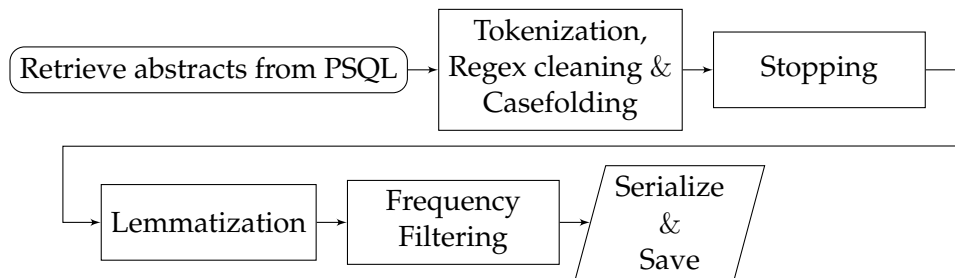 Retrieve abstracts from PSQL
Tokenization,
Regex cleaning &
Casefolding
Stopping
Lemmatization
Frequency
Filtering
Serialize
&
Save